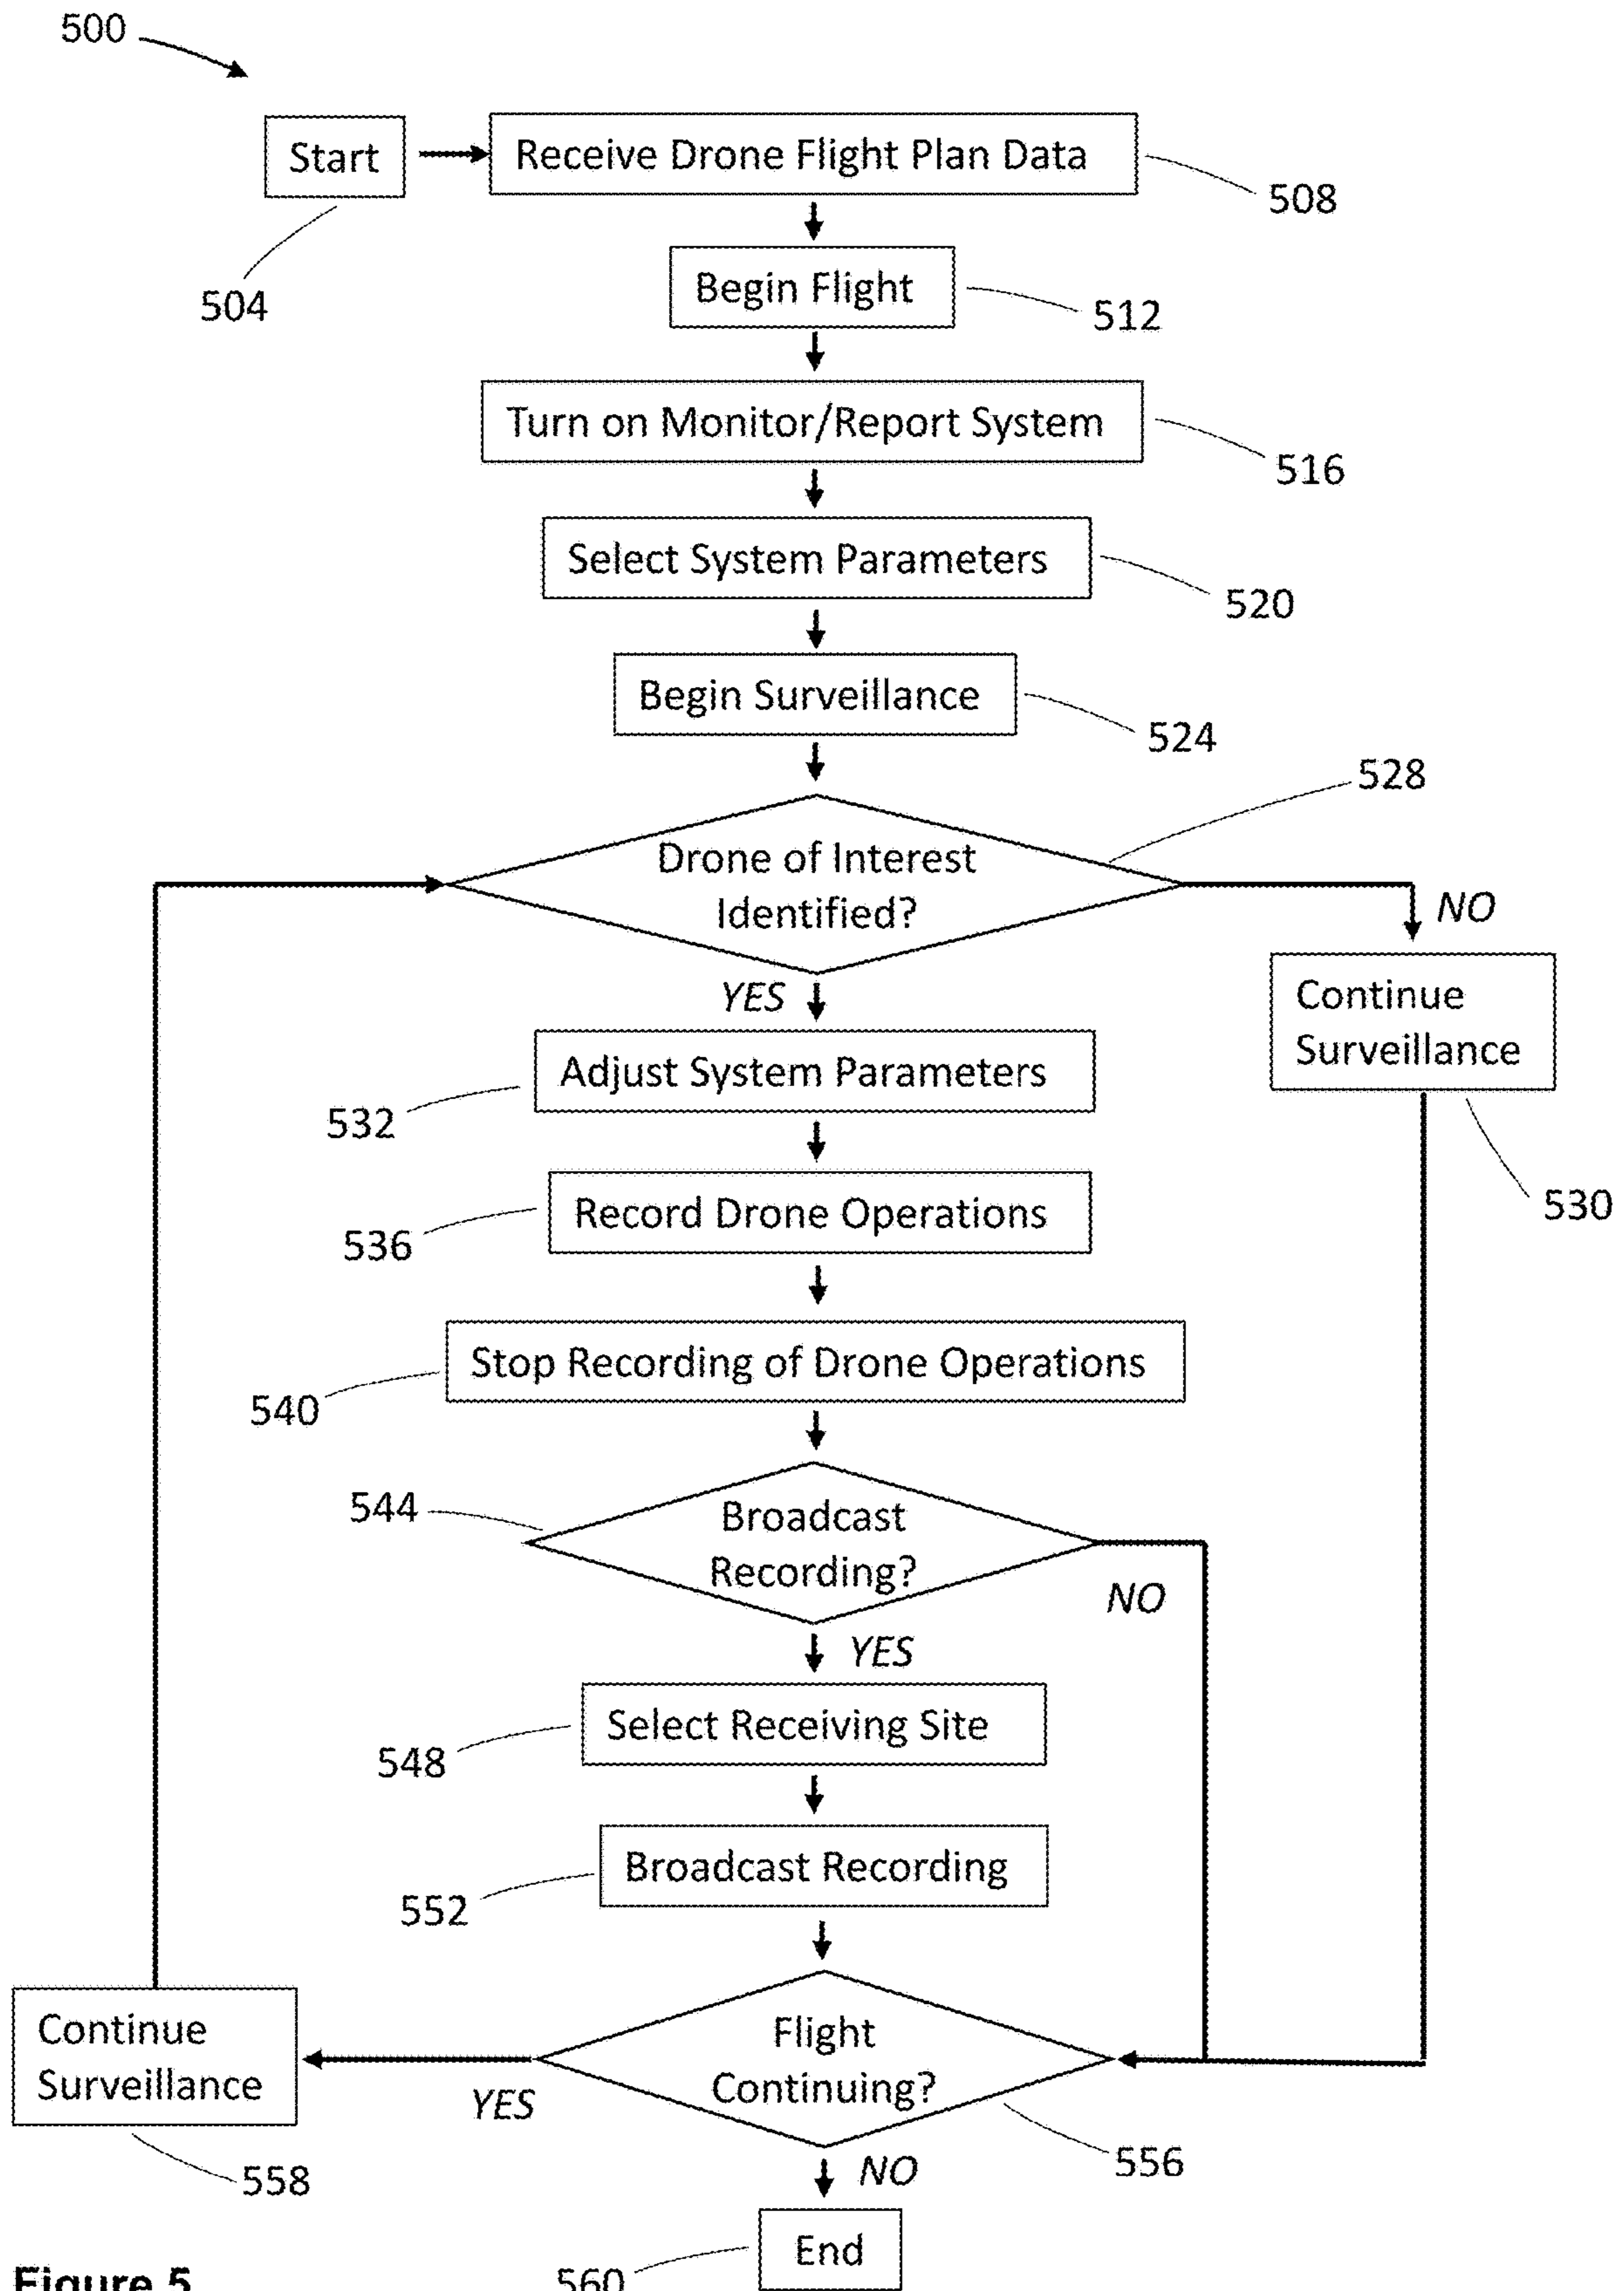 500
Start
Receive Drone Flight Plan Data
508
504
Begin Flight
512
Turn on Monitor/Report System
516
Select System Parameters
520
Begin Surveillance
524
528
Drone of Interest
Identified?
NO
YES
Continue
Surveillance
530
Adjust System Parameters
532
Record Drone Operations
536
Stop Recording of Drone Operations
540
544
Broadcast
Recording?
NO
YES
Select Receiving Site
548
Broadcast Recording
552
Flight
Continuing?
YES
556
Continue
Surveillance
558
NO
End
560
Figure 5